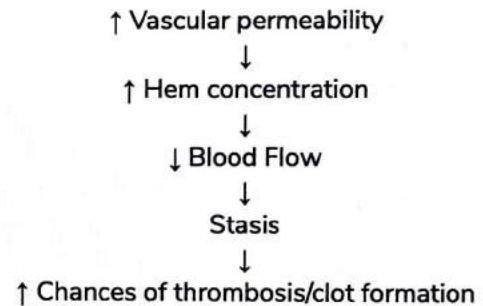 ↑ Vascular permeability
↓
↑ Hem concentration
↓
↓ Blood Flow
↓
Stasis
↓
↑ Chances of thrombosis/clot formation